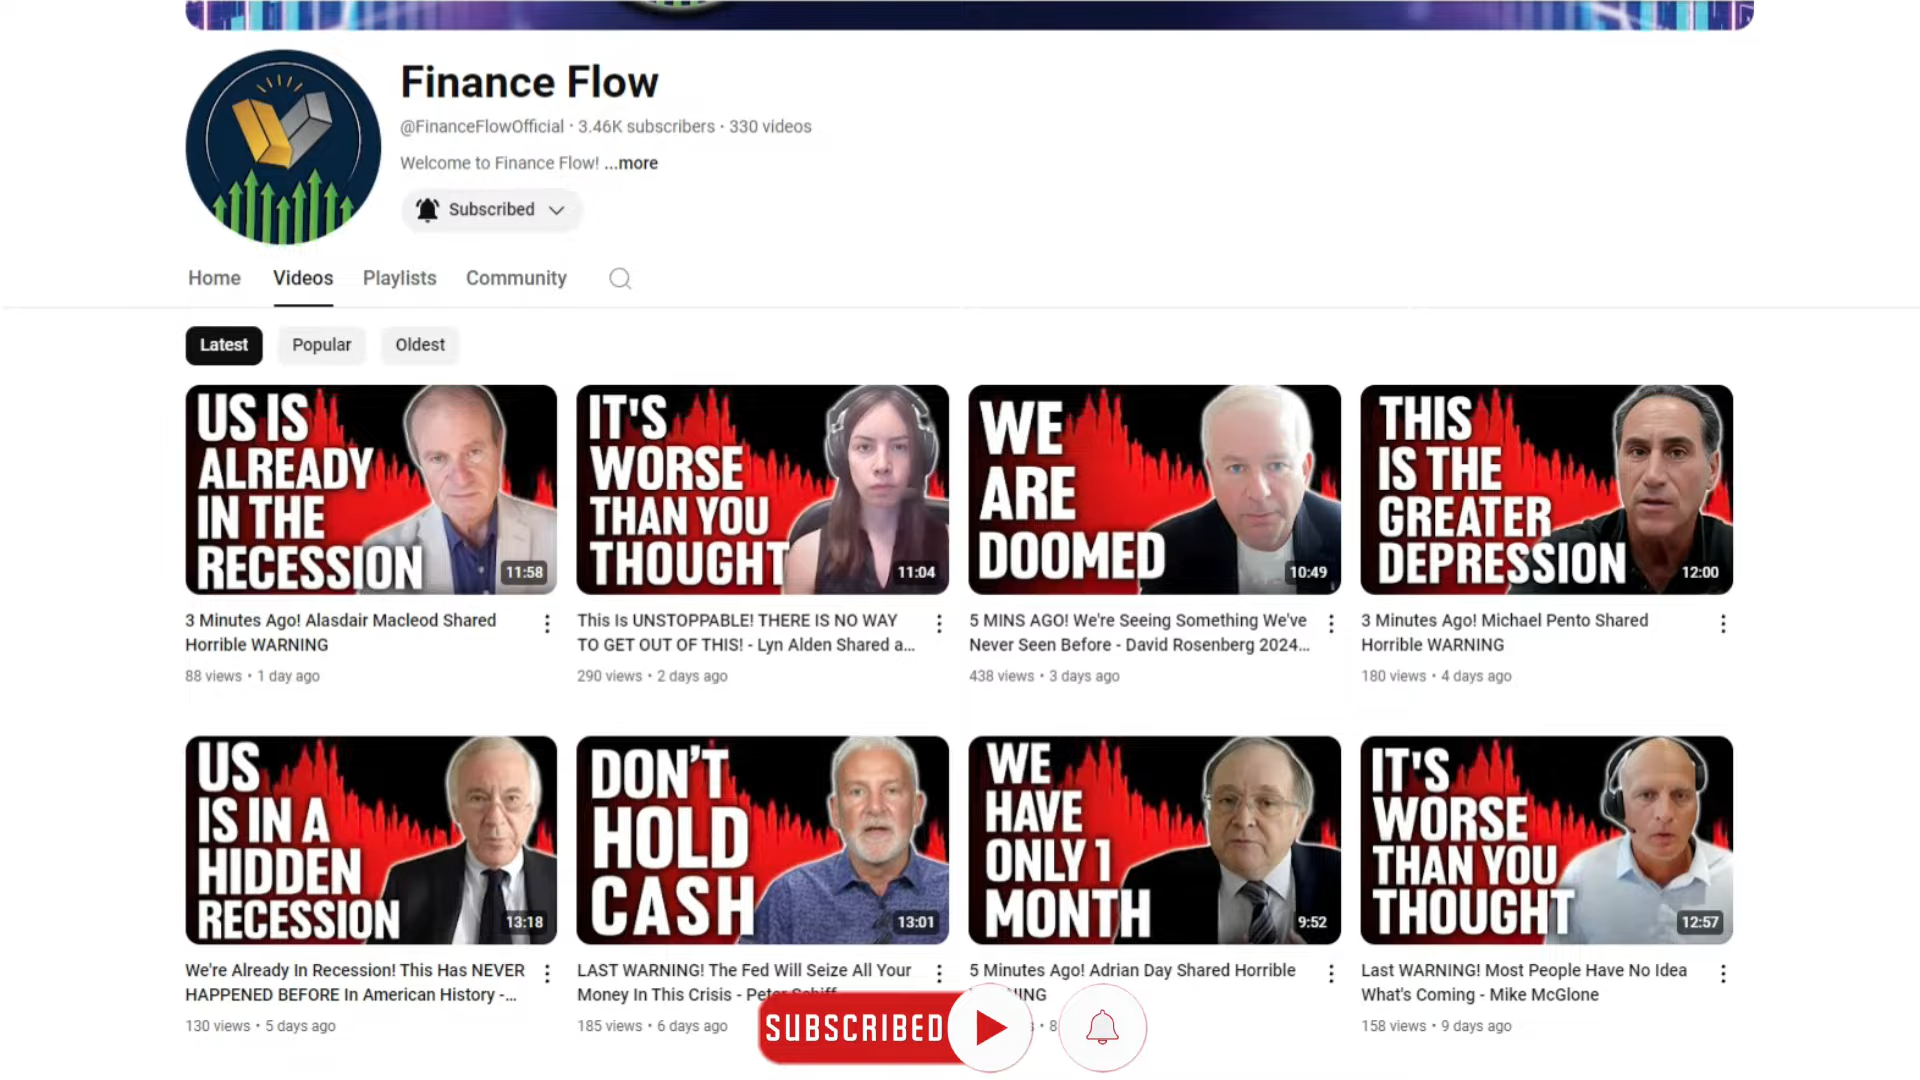 Finance Flow
@FinanceFlowOfficial · 3.46K subscribers · 330 videos
Welcome to Finance Flow! ...more
Subscribed
Home Videos Playlists Community
Latest Popular Oldest
US IS
ALREADY
IN THE
RECESSION
11:58
3 Minutes Ago! Alasdair Macleod Shared
Horrible WARNING
88 views · 1 day ago
IT'S
WORSE
THAN YOU
THOUGHT
11:04
This Is UNSTOPPABLE! THERE IS NO WAY
TO GET OUT OF THIS! - Lyn Alden Shared a...
290 views · 2 days ago
WE
ARE
DOOMED
10:49
5 MINS AGO! We're Seeing Something We've
Never Seen Before - David Rosenberg 2024...
438 views · 3 days ago
THIS
IS THE
GREATER
DEPRESSION
12:00
3 Minutes Ago! Michael Pento Shared
Horrible WARNING
180 views · 4 days ago
US
IS IN A
HIDDEN
RECESSION
13:18
We're Already In Recession! This Has NEVER
HAPPENED BEFORE In American History -...
130 views · 5 days ago
DON'T
HOLD
CASH
13:01
LAST WARNING! The Fed Will Seize All Your
Money In This Crisis - Peter Schiff
185 views · 6 days ago
WE
HAVE
ONLY 1
MONTH
9:52
5 Minutes Ago! Adrian Day Shared Horrible
IT'S
WORSE
THAN YOU
THOUGHT
12:57
Last WARNING! Most People Have No Idea
What's Coming - Mike McGlone
158 views · 9 days ago
SUBSCRIBED